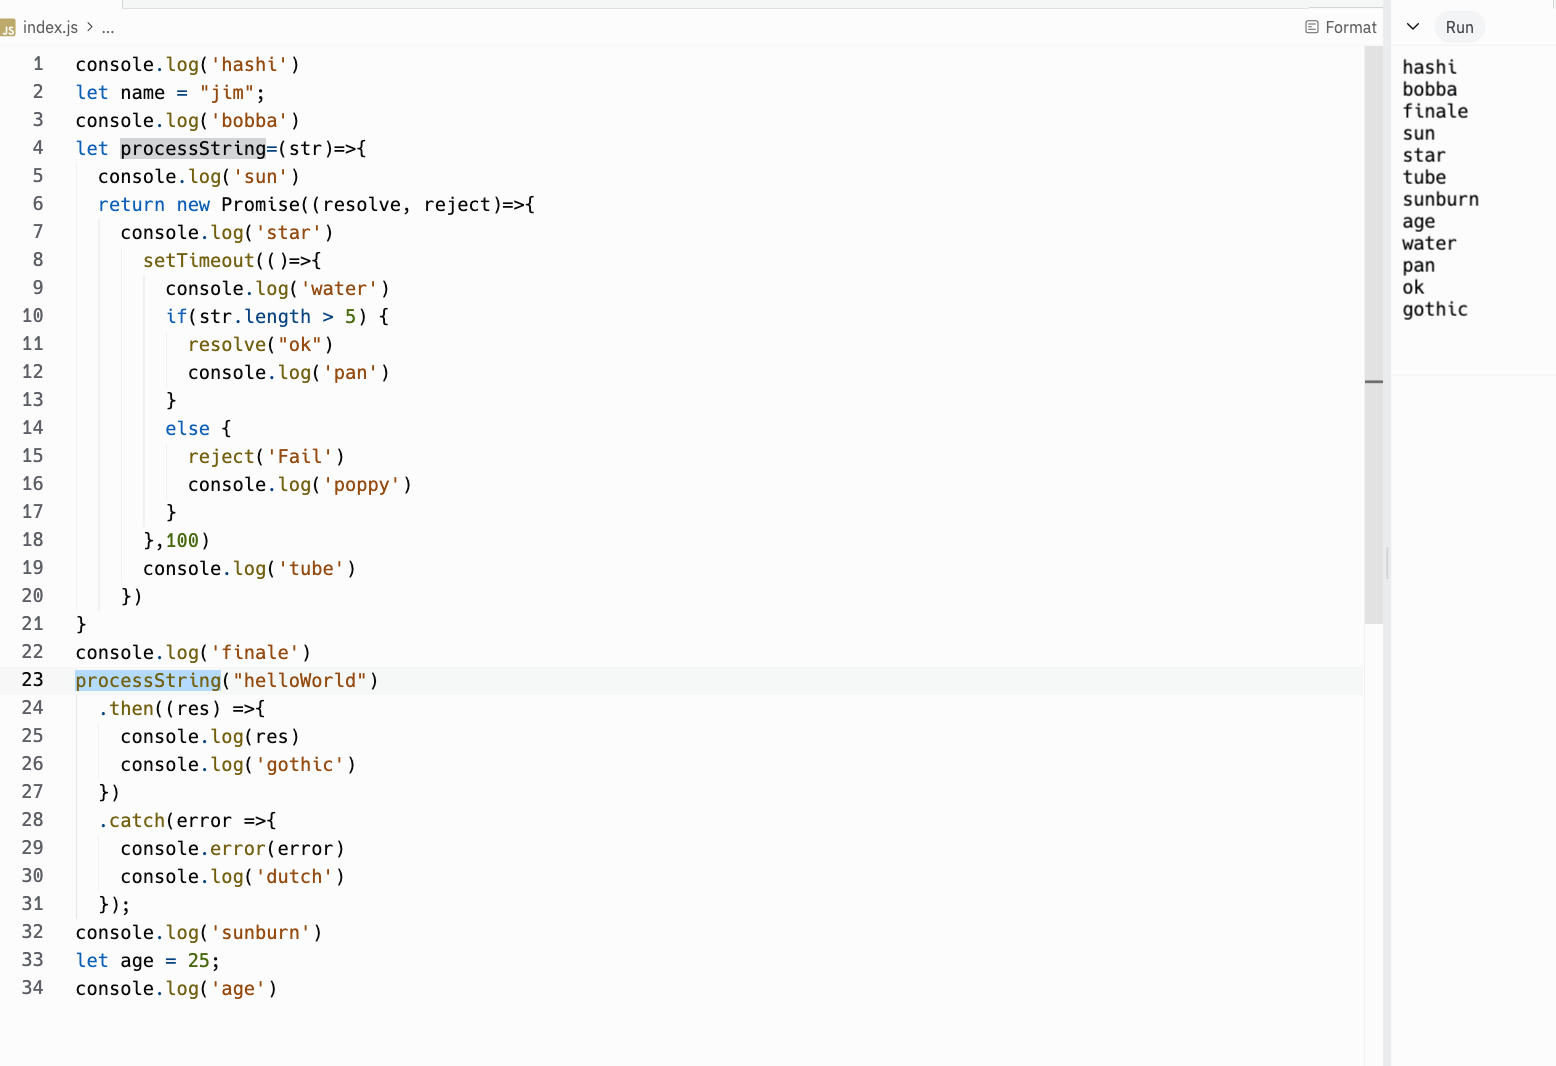 JS index.js > ...
Format
Run
1 console.log('hashi')
2 let name = "jim";
3 console.log('bobba')
4 let processString=(str)=>{
5   console.log('sun')
6   return new Promise((resolve, reject)=>{
7     console.log('star')
8       setTimeout(()=>{
9         console.log('water')
10         if(str.length > 5) {
11           resolve("ok")
12           console.log('pan')
13         }
14         else {
15           reject('Fail')
16           console.log('poppy')
17         }
18       },100)
19       console.log('tube')
20     })
21 }
22 console.log('finale')
23 processString("helloWorld")
24   .then((res) =>{
25     console.log(res)
26     console.log('gothic')
27   })
28   .catch(error =>{
29     console.error(error)
30     console.log('dutch')
31   });
32 console.log('sunburn')
33 let age = 25;
34 console.log('age')
hashi
bobba
finale
sun
star
tube
sunburn
age
water
pan
ok
gothic